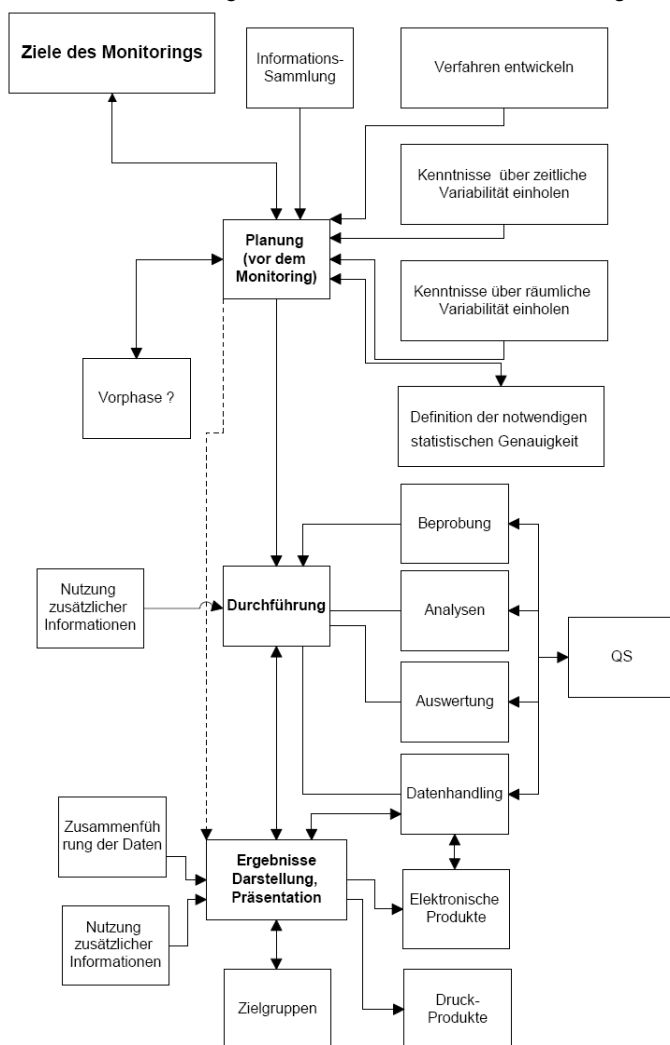 Ziele des Monitorings
Informations-
Sammlung
Verfahren entwickeln
Kenntnisse über zeitliche
Variabilität einholen
Planung
(vor dem
Monitoring)
Kenntnisse über räumliche
Variabilität einholen
Vorphase ?
Definition der notwendigen
statistischen Genauigkeit
Beprobung
Nutzung
zusätzlicher
Informationen
Durchführung
Analysen
QS
Auswertung
Datenhandling
Zusammenfüh
rung der Daten
Ergebnisse
Darstellung,
Präsentation
Elektronische
Produkte
Nutzung
zusätzlicher
Informationen
Zielgruppen
Druck-
Produkte